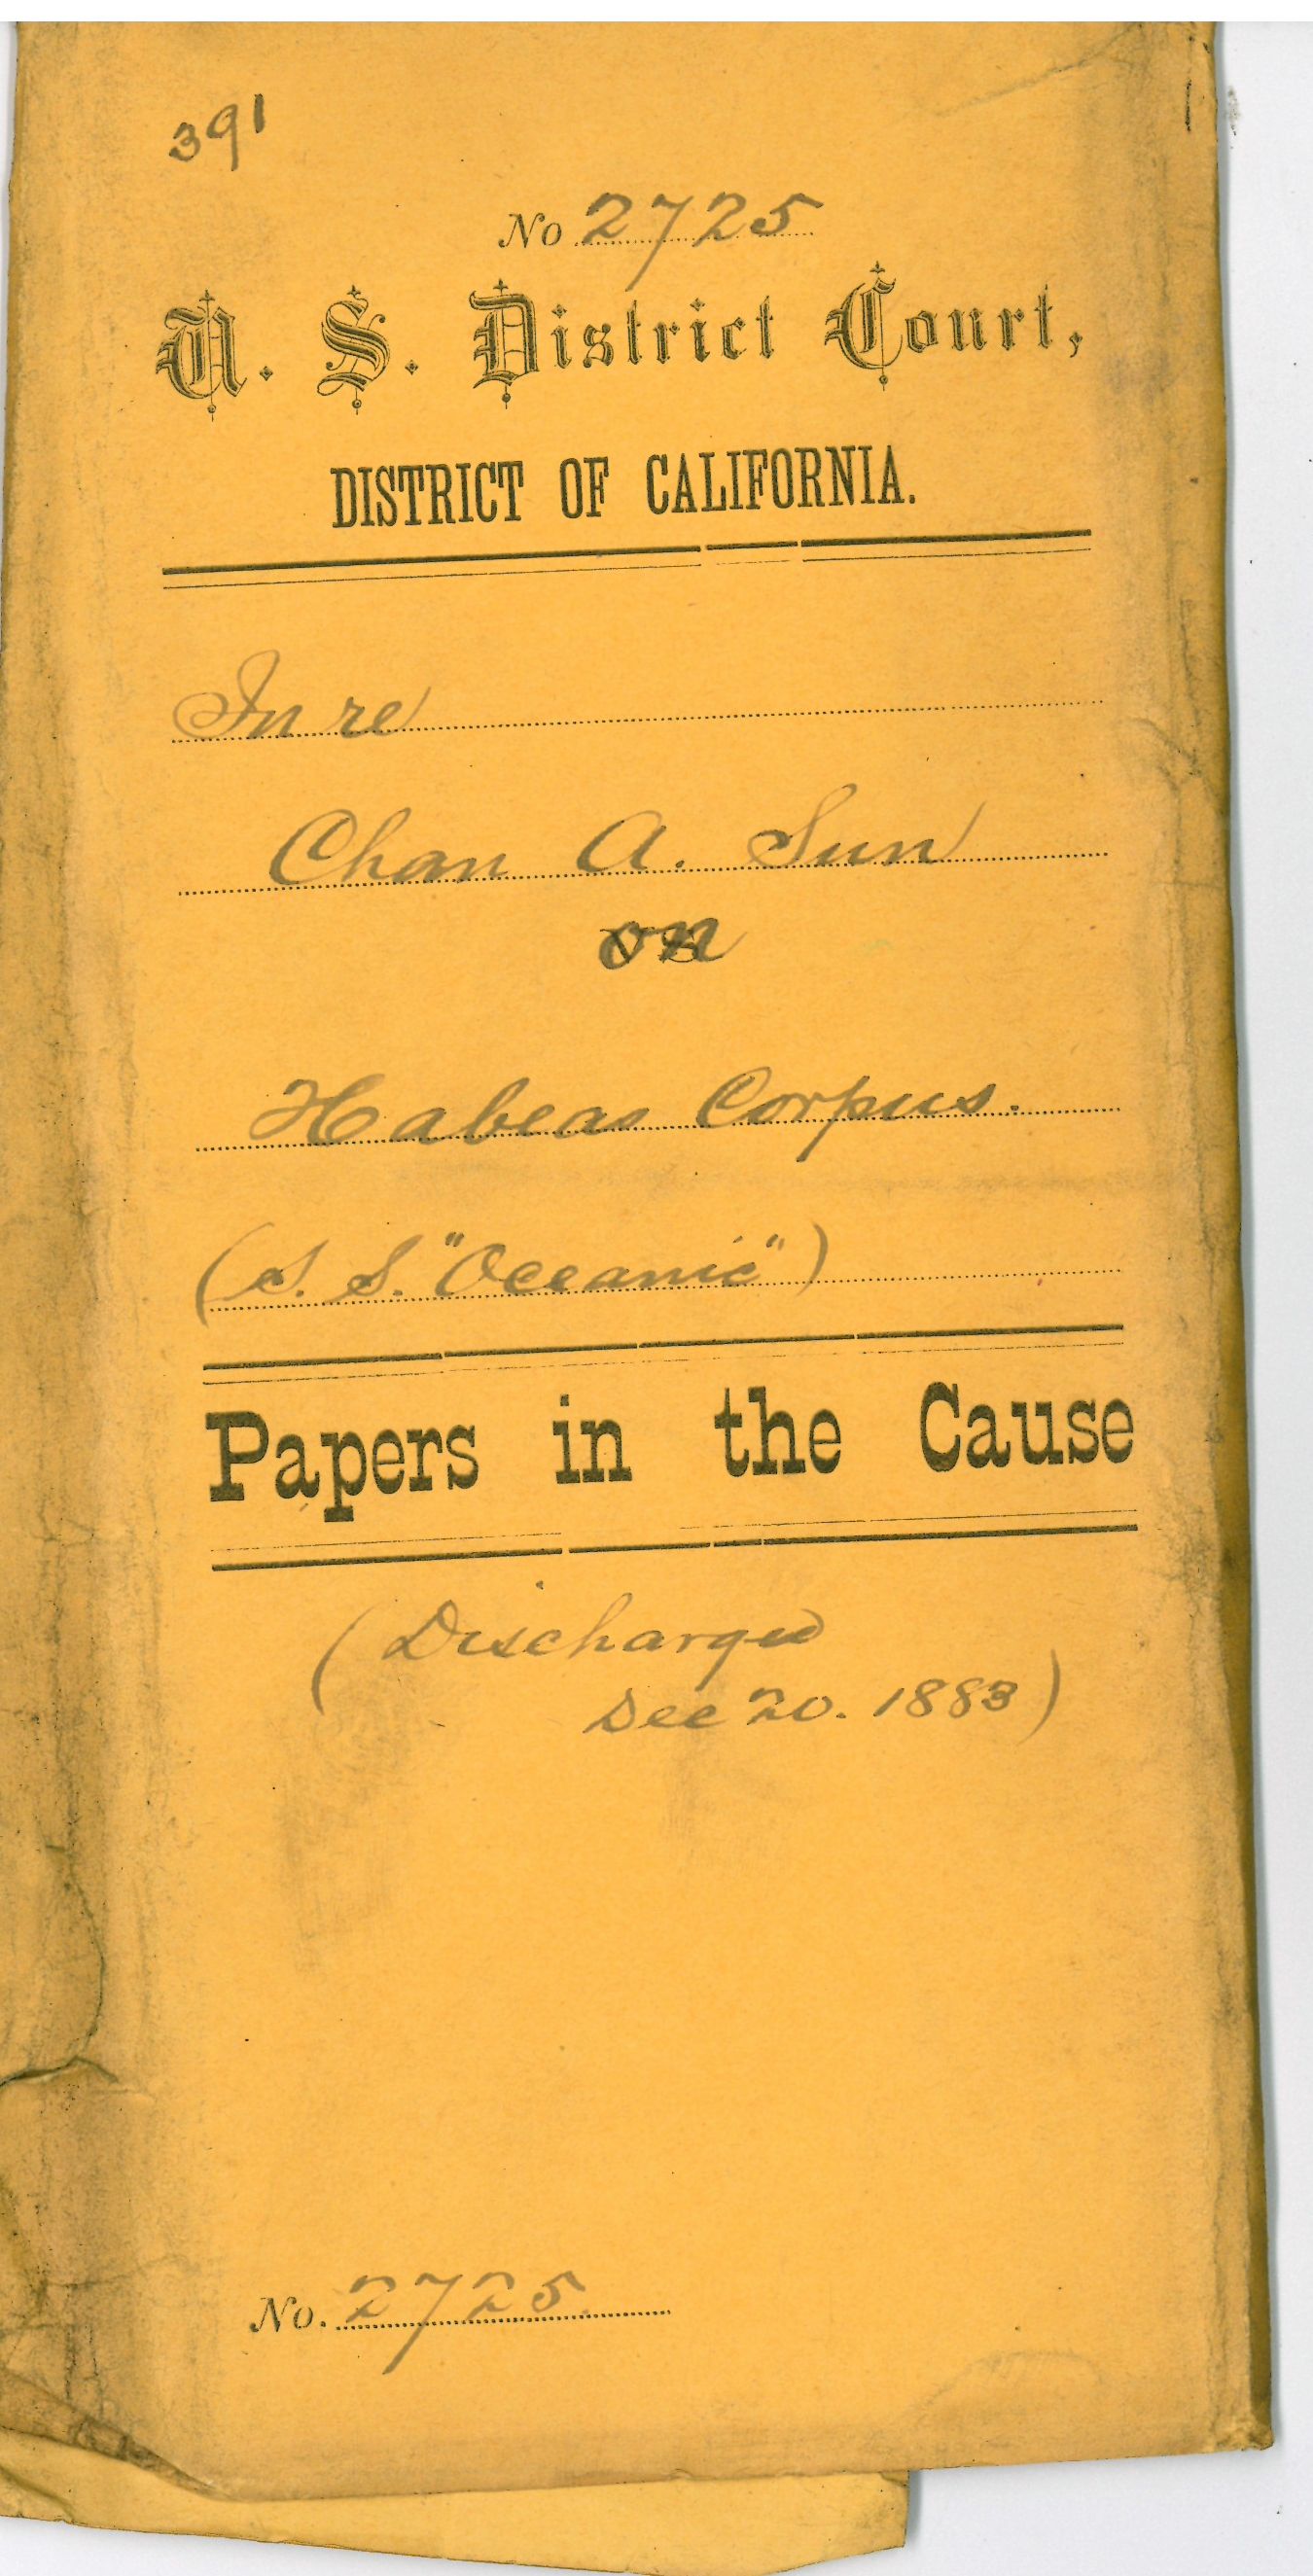 391
No 2725
U. S. District Court,
DISTRICT OF CALIFORNIA.
In re
Chan A. Sun
on
Habeas Corpus.
(S. S. "Oceanic")
Papers in the Cause
(Discharged
Dec 20. 1883)
No. 2725